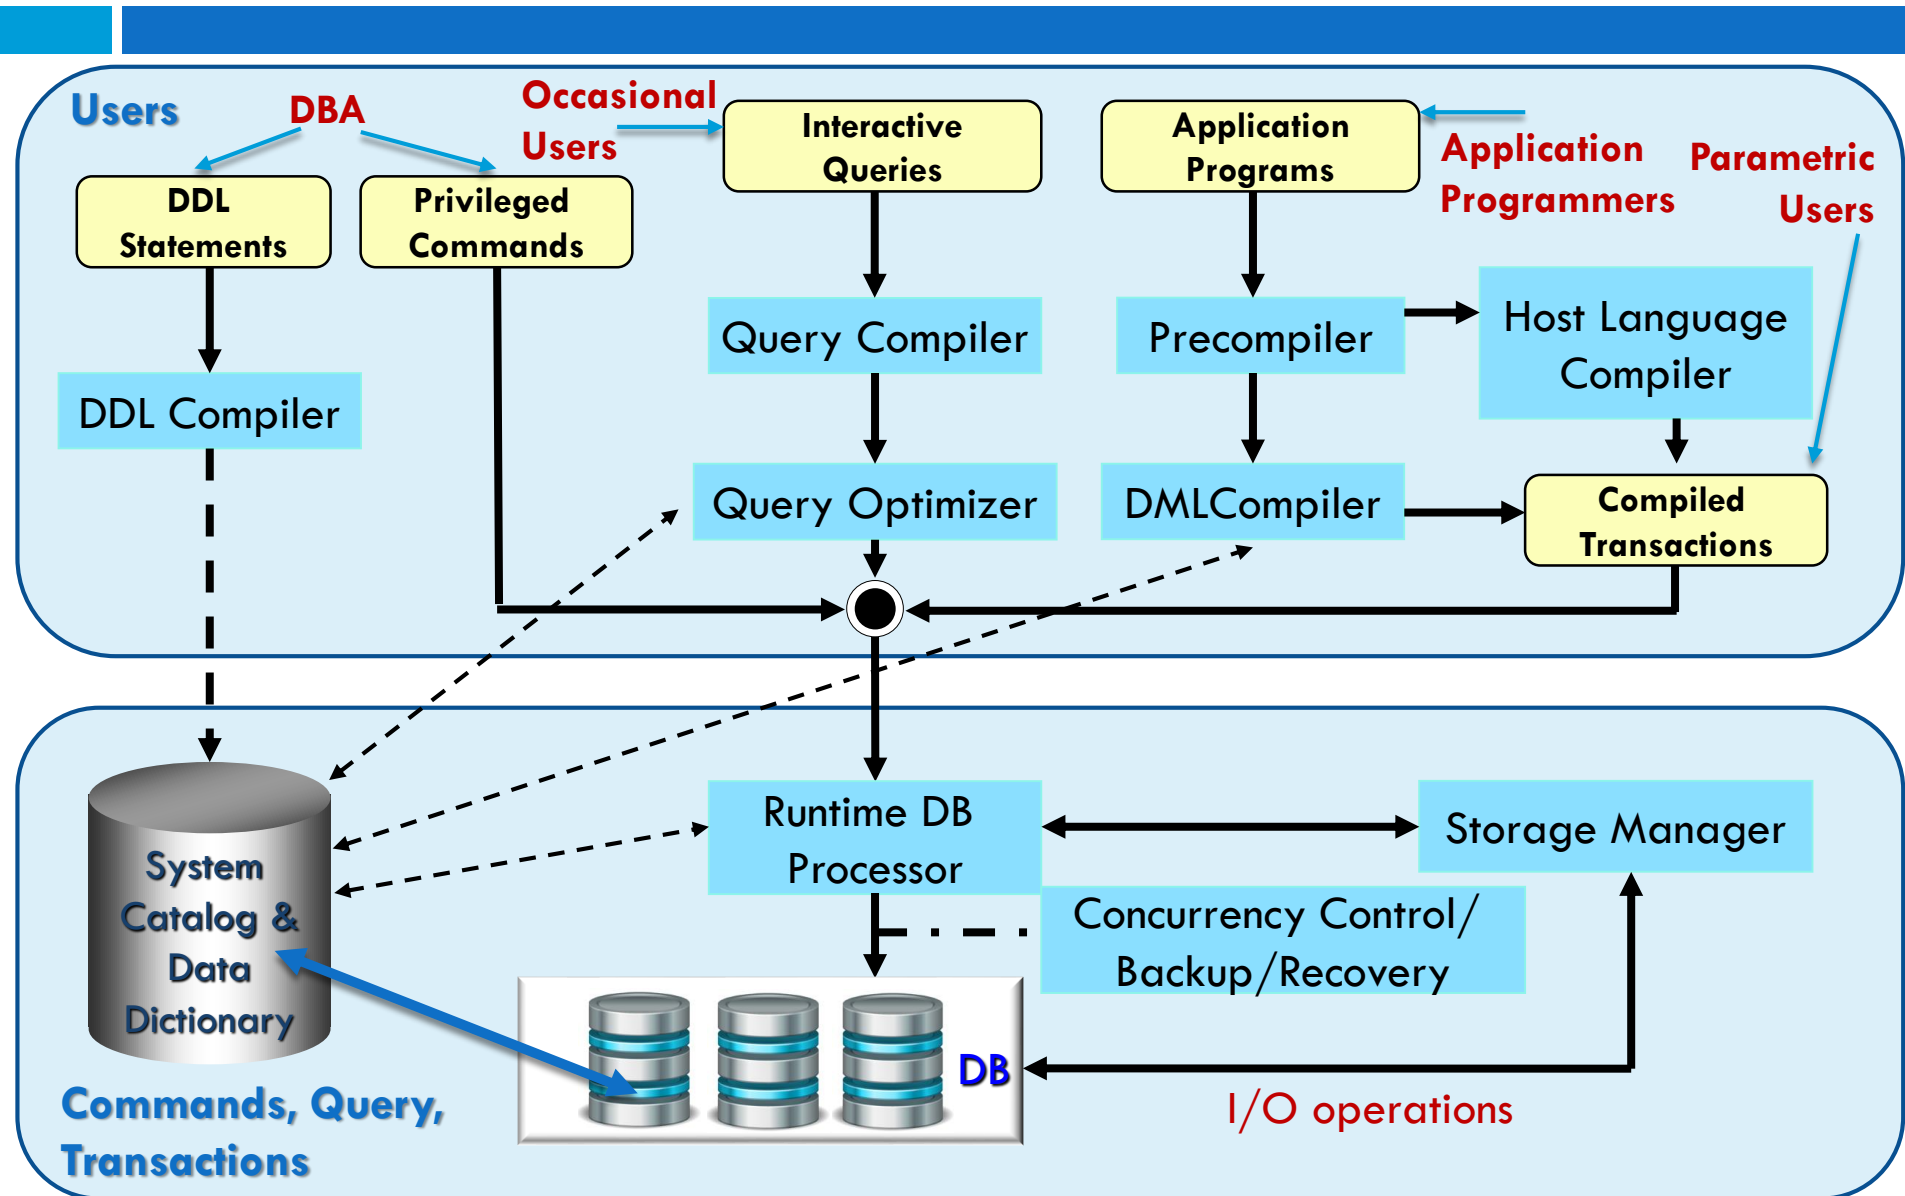 Users
DBA
Occasional
Users
Interactive
Queries
Application
Programs
Application
Programmers
Parametric
Users
DDL
Statements
Privileged
Commands
Query Compiler
Precompiler
Host Language
Compiler
DDL Compiler
Query Optimizer
DMLCompiler
Compiled
Transactions
Runtime DB
Processor
Storage Manager
System
Catalog &
Data
Dictionary
Concurrency Control/
Backup/Recovery
DB
I/O operations
Commands, Query,
Transactions